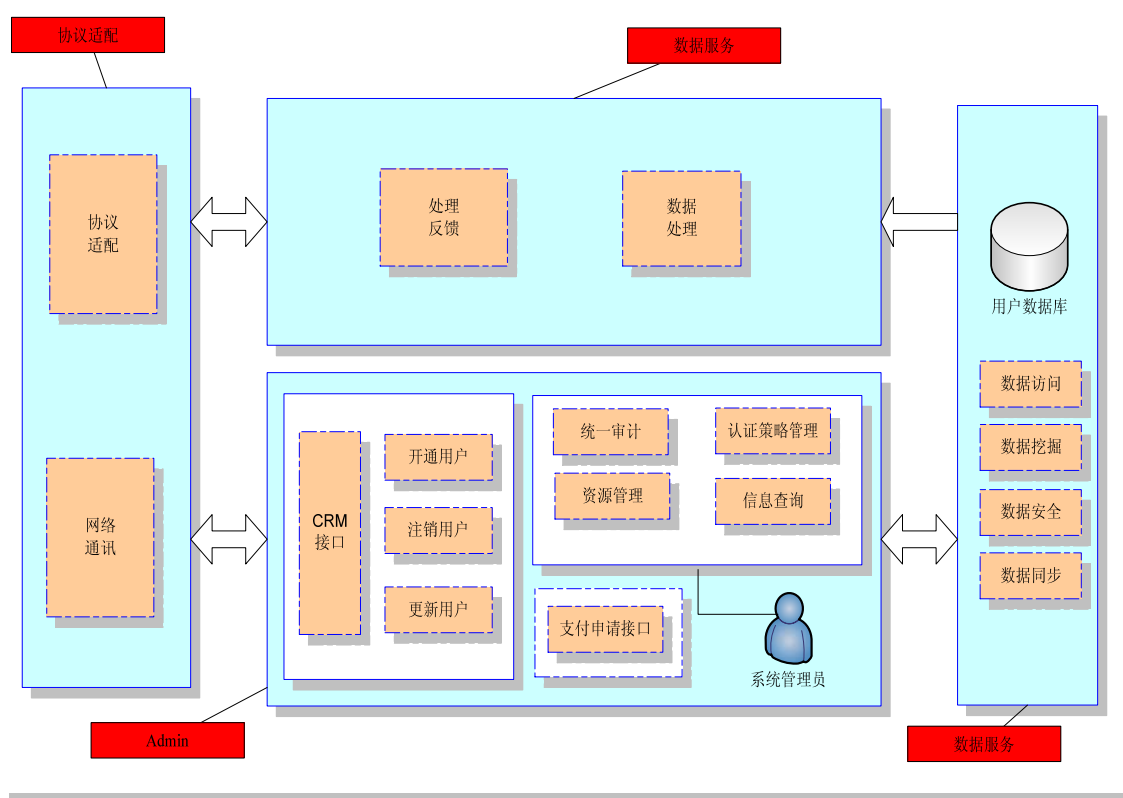 协议适配
数据服务
协议
适配
处理
反馈
数据
处理
用户数据库
数据访问
数据挖掘
数据安全
数据同步
网络
通讯
CRM
接口
开通用户
注销用户
更新用户
统一审计
认证策略管理
资源管理
信息查询
支付申请接口
系统管理员
Admin
数据服务